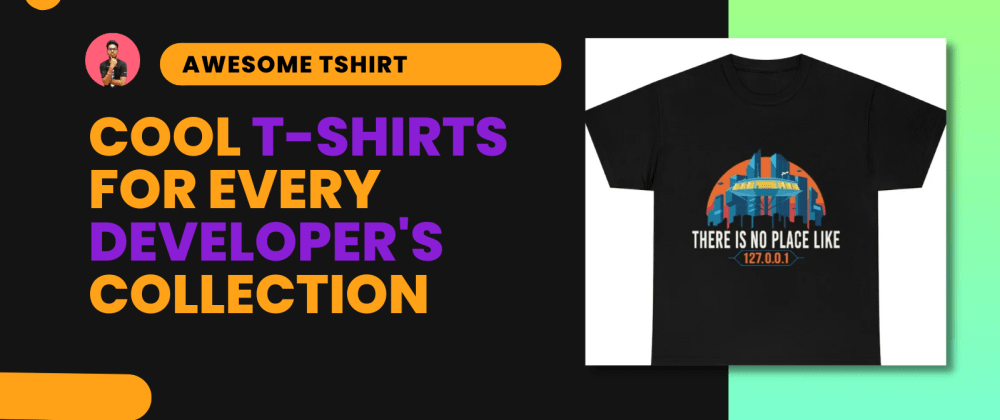 AWESOME TSHIRT
COOL T-SHIRTS
FOR EVERY
DEVELOPER'S
COLLECTION
THERE IS NO PLACE LIKE
127.0.0.1